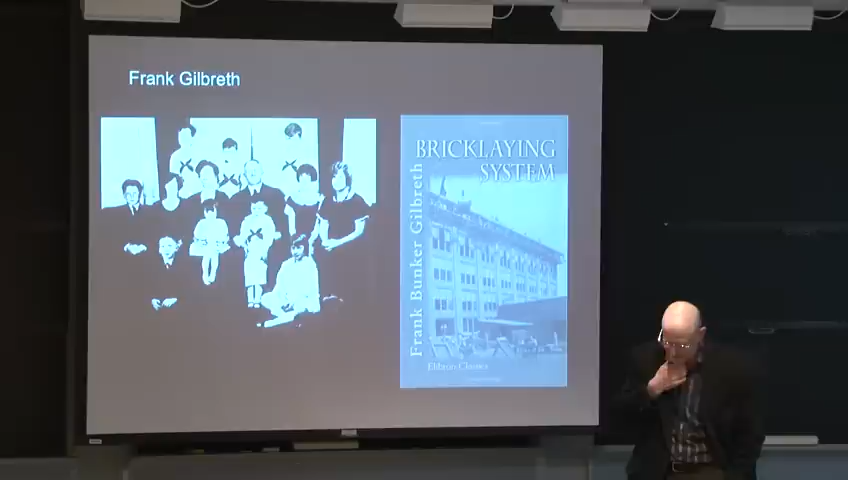 Frank Gilbreth
BRICKLAYING
SYSTEM
Frank Bunker Gilbreth
Elibron Classics